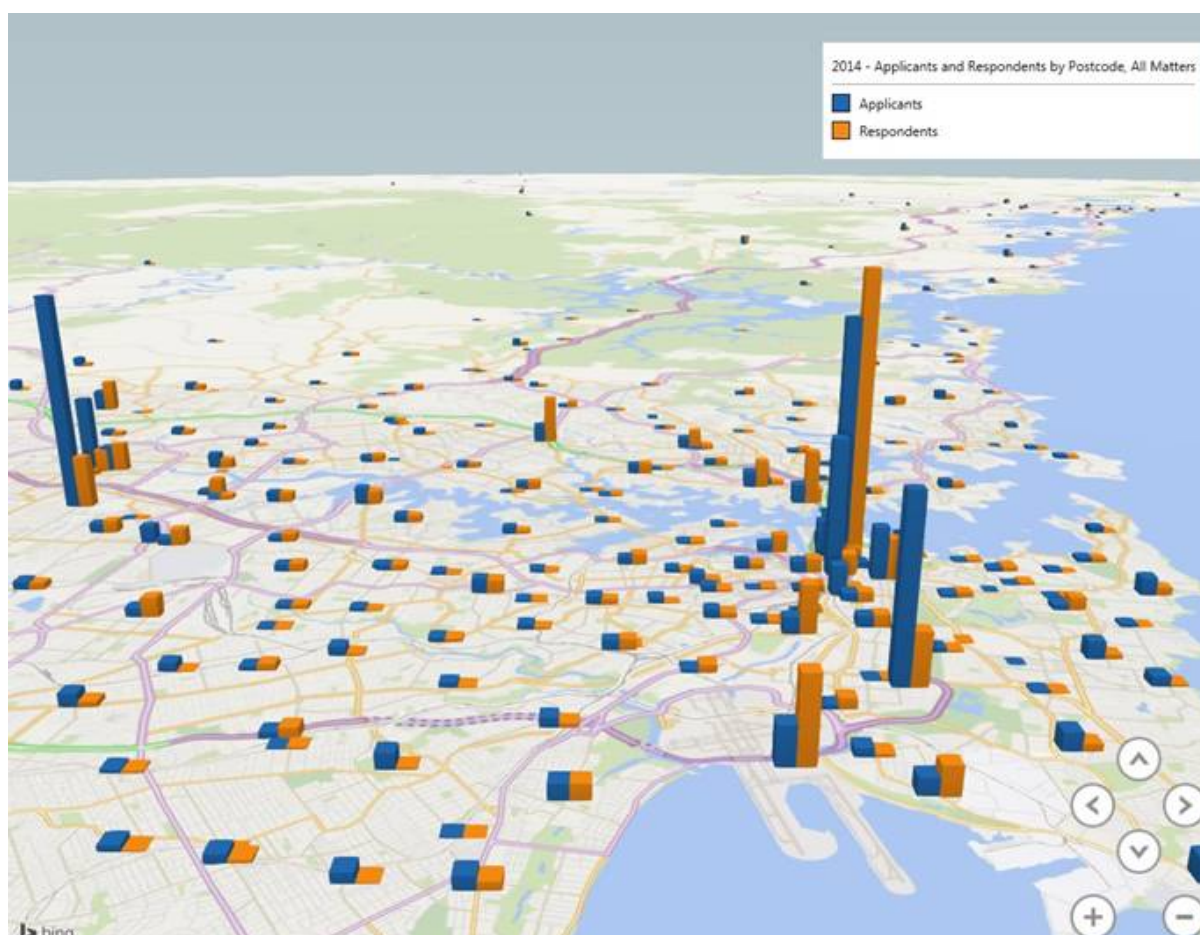 2014 - Applicants and Respondents by Postcode, All Matters
Applicants
Respondents
bing